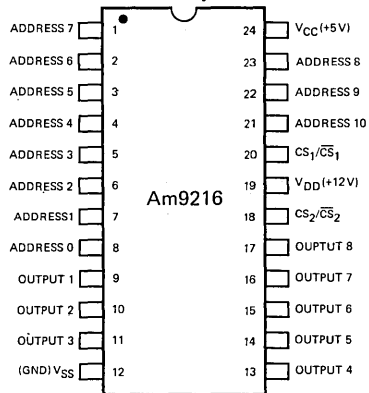 ADDRESS 7 1 24 VCC (+5V)
ADDRESS 6 2 23 ADDRESS 8
ADDRESS 5 3 22 ADDRESS 9
ADDRESS 4 4 21 ADDRESS 10
ADDRESS 3 5 20 CS1/C̅S̅1
ADDRESS 2 6 19 VDD (+12V)
Am9216
ADDRESS1 7 18 CS2/C̅S̅2
ADDRESS 0 8 17 OUPTUT 8
OUTPUT 1 9 16 OUTPUT 7
OUTPUT 2 10 15 OUTPUT 6
OUTPUT 3 11 14 OUTPUT 5
(GND) VSS 12 13 OUTPUT 4